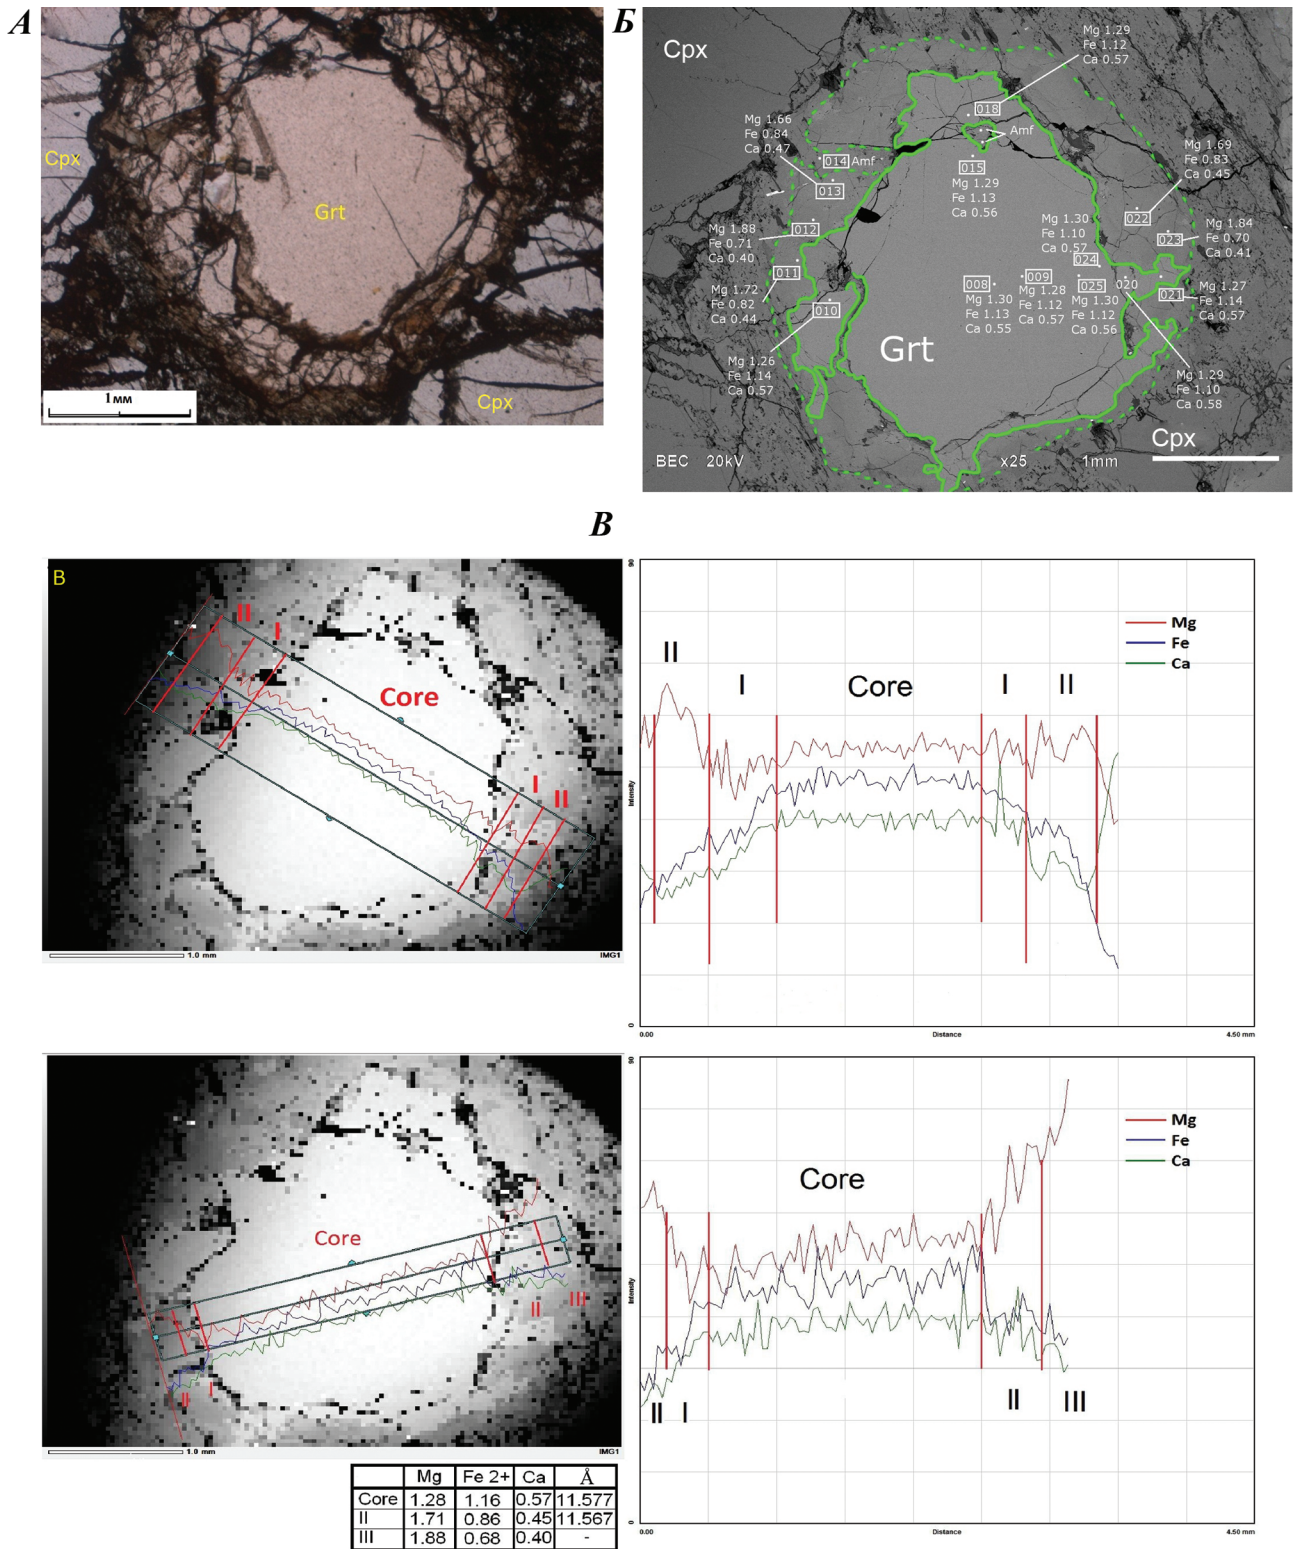 А
Cpx
Grt
Cpx
1мм
Б
Cpx
Mg 1.29
Fe 1.12
Ca 0.57
018
Amf
Mg 1.66
Fe 0.84
Ca 0.47
014 Amf
013
015
Mg 1.29
Fe 1.13
Ca 0.56
Mg 1.69
Fe 0.83
Ca 0.45
022
Mg 1.88
Fe 0.71
Ca 0.40
012
Mg 1.30
Fe 1.10
Ca 0.57
024
Mg 1.84
Fe 0.70
Ca 0.41
023
011
Mg 1.72
Fe 0.82
Ca 0.44
008
Mg 1.30
Fe 1.13
Ca 0.55
009
Mg 1.28
Fe 1.12
Ca 0.57
025
Mg 1.30
Fe 1.12
Ca 0.56
020
021
Mg 1.27
Fe 1.14
Ca 0.57
010
Mg 1.26
Fe 1.14
Ca 0.57
Grt
Mg 1.29
Fe 1.10
Ca 0.58
Cpx
BEC 20kV x25 1mm
В
B
II
I
Core
I
II
1.0 mm
IMG1
90
Mg
Fe
Ca
II
I
Core
I
II
Intensity
0
0.00
Distance
4.50 mm
Core
II
I
II
III
1.0 mm
IMG1
90
Mg
Fe
Ca
Core
Intensity
II
I
II
III
0
0.00
Distance
4.50 mm
Mg Fe 2+ Ca Å
Core 1.28 1.16 0.57 11.577
II 1.71 0.86 0.45 11.567
III 1.88 0.68 0.40 -